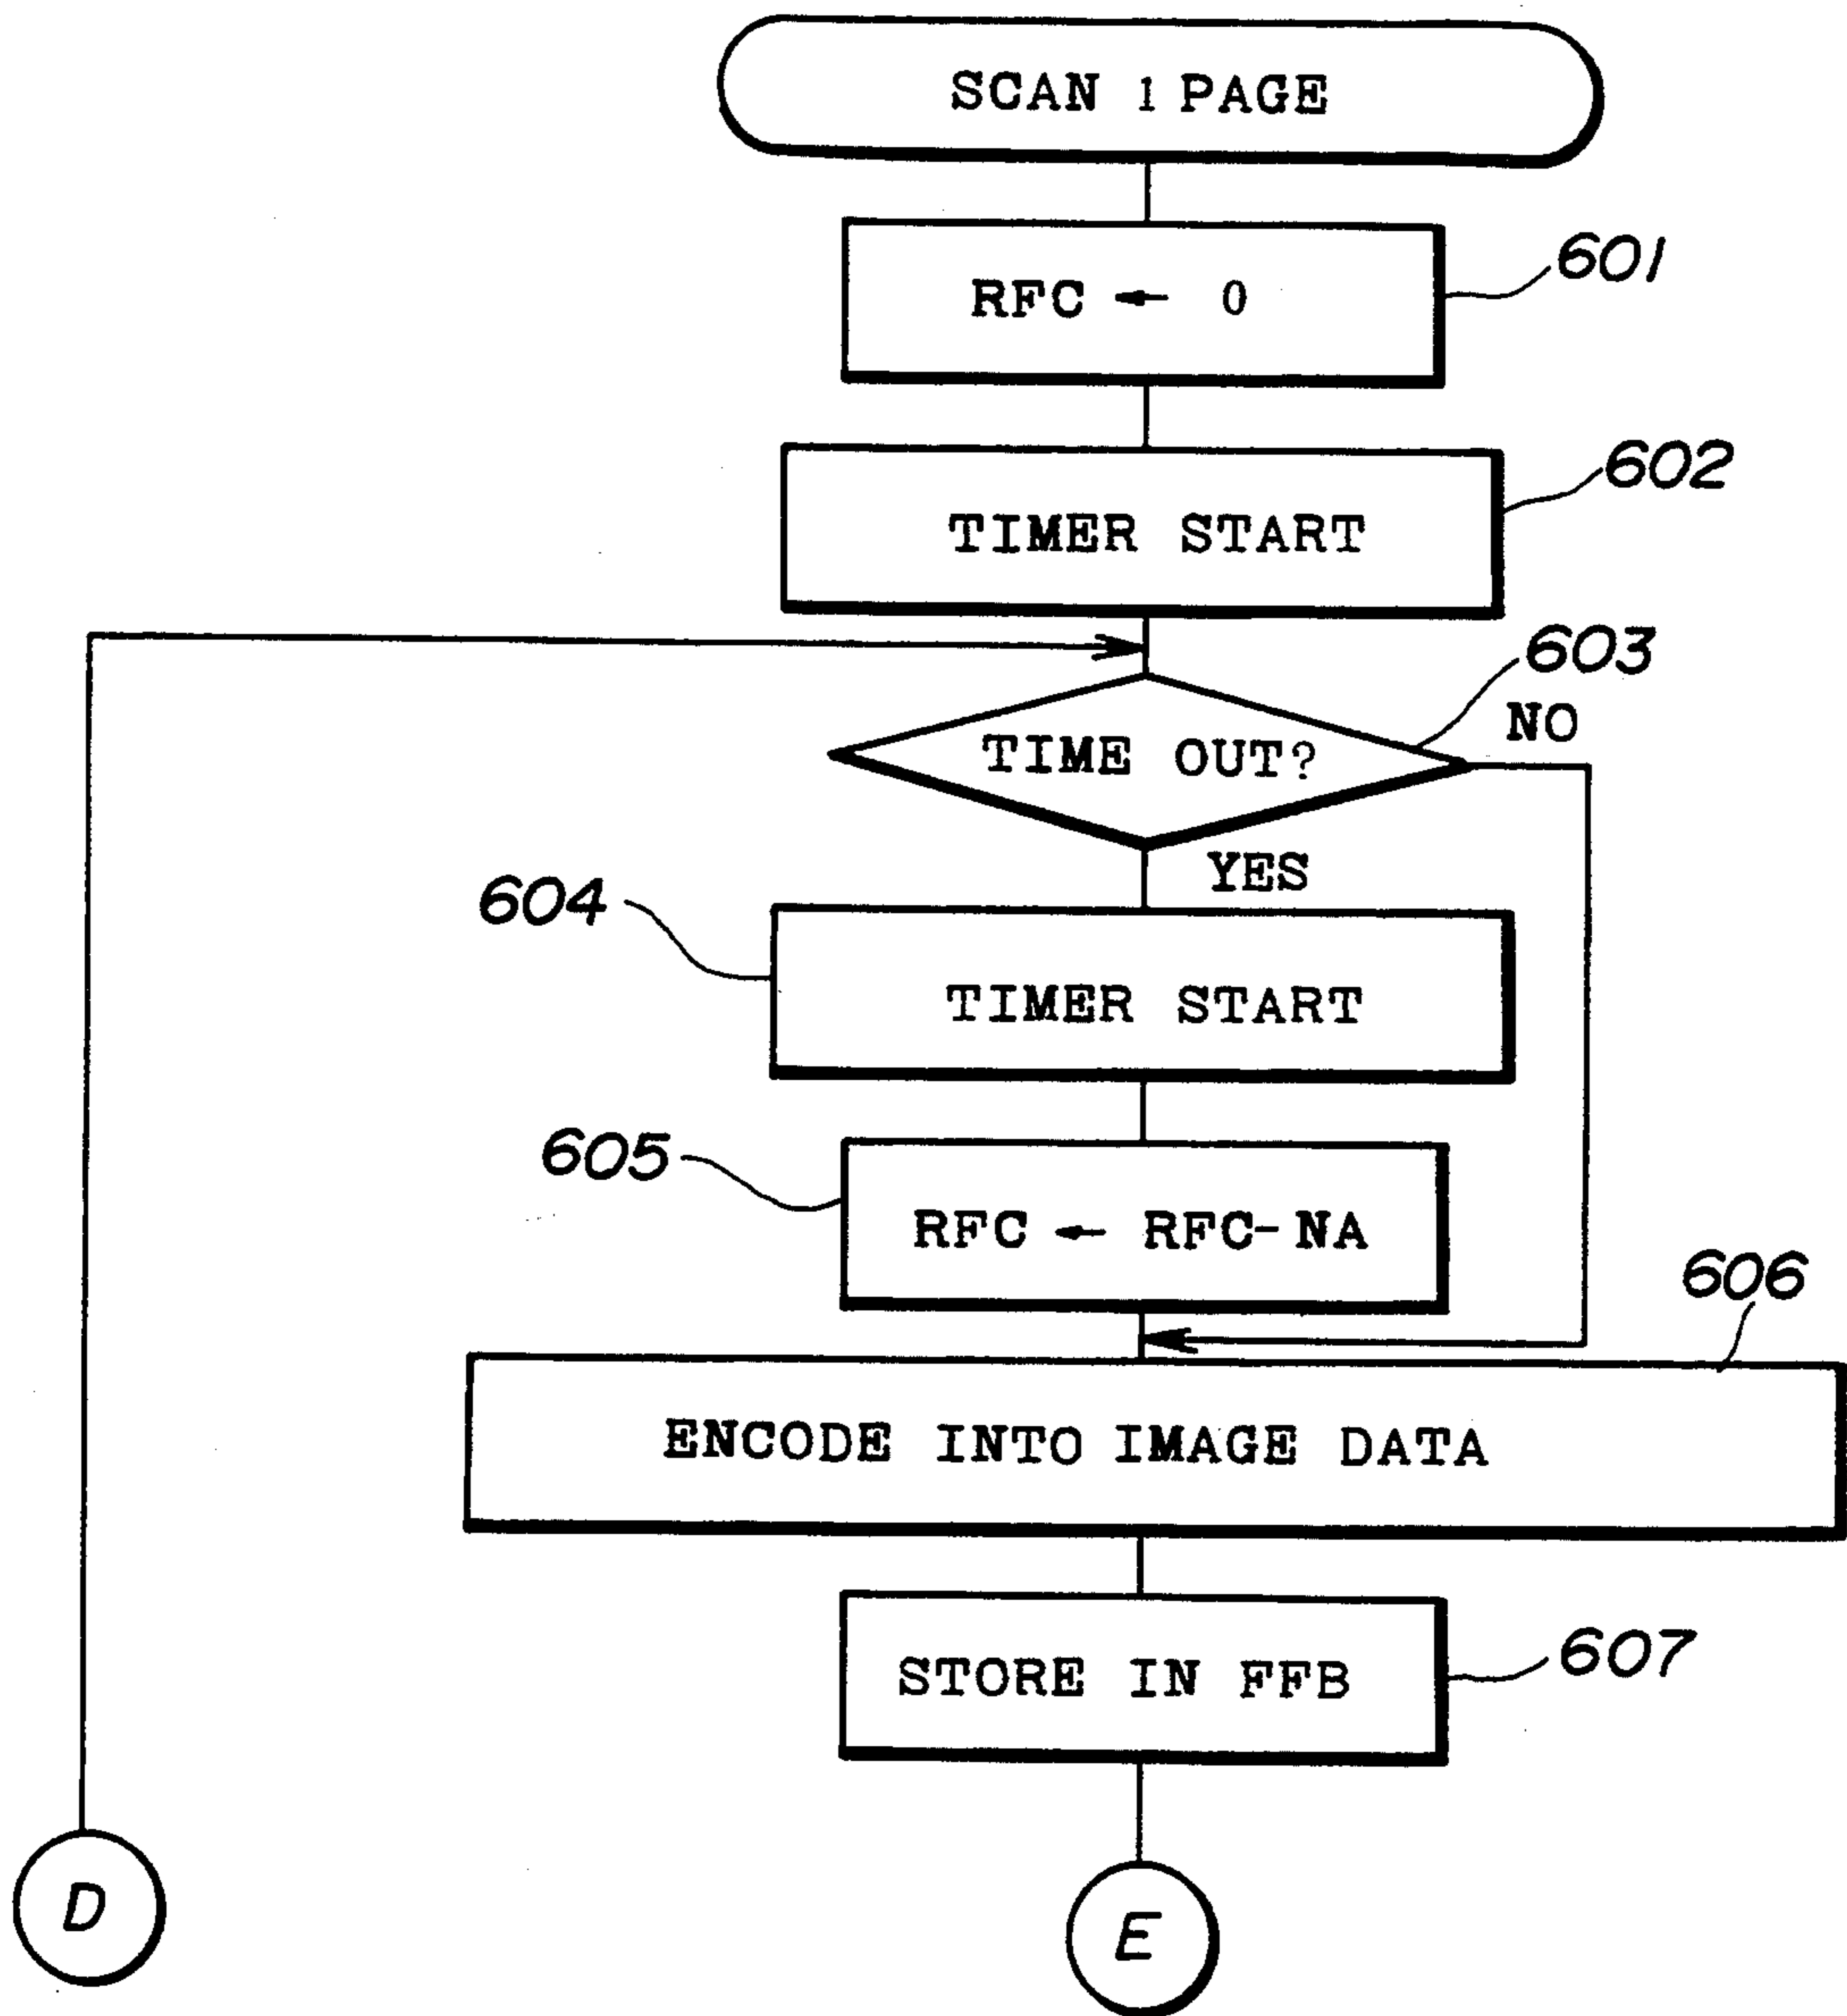 SCAN 1 PAGE
RFC ← 0
601
TIMER START
602
603
TIME OUT?
NO
YES
604
TIMER START
605
RFC ← RFC-NA
606
ENCODE INTO IMAGE DATA
STORE IN FFB
607
D
E